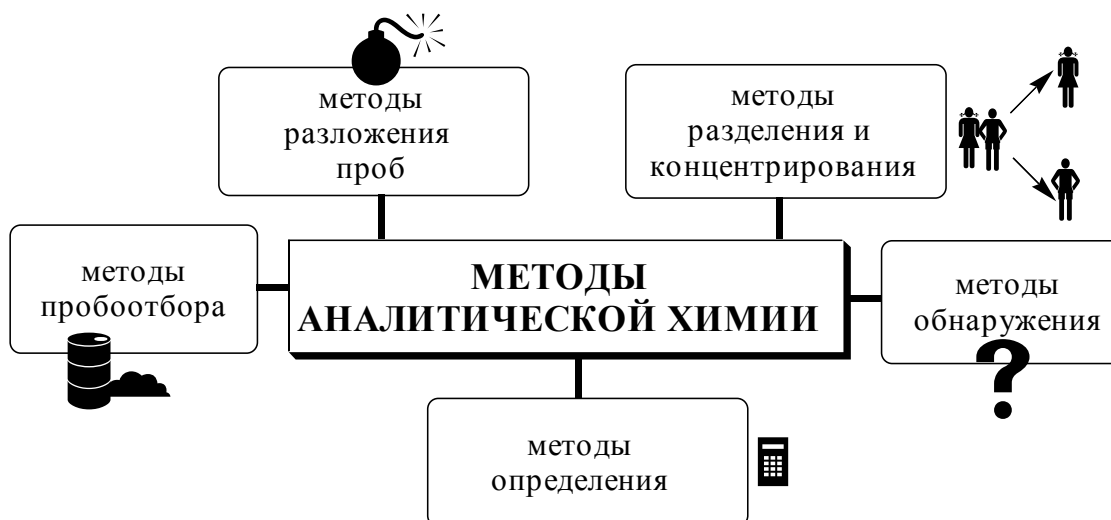 методы
разложения
проб
методы
разделения и
концентрирования
методы
пробоотбора
МЕТОДЫ
АНАЛИТИЧЕСКОЙ ХИМИИ
методы
обнаружения
методы
определения